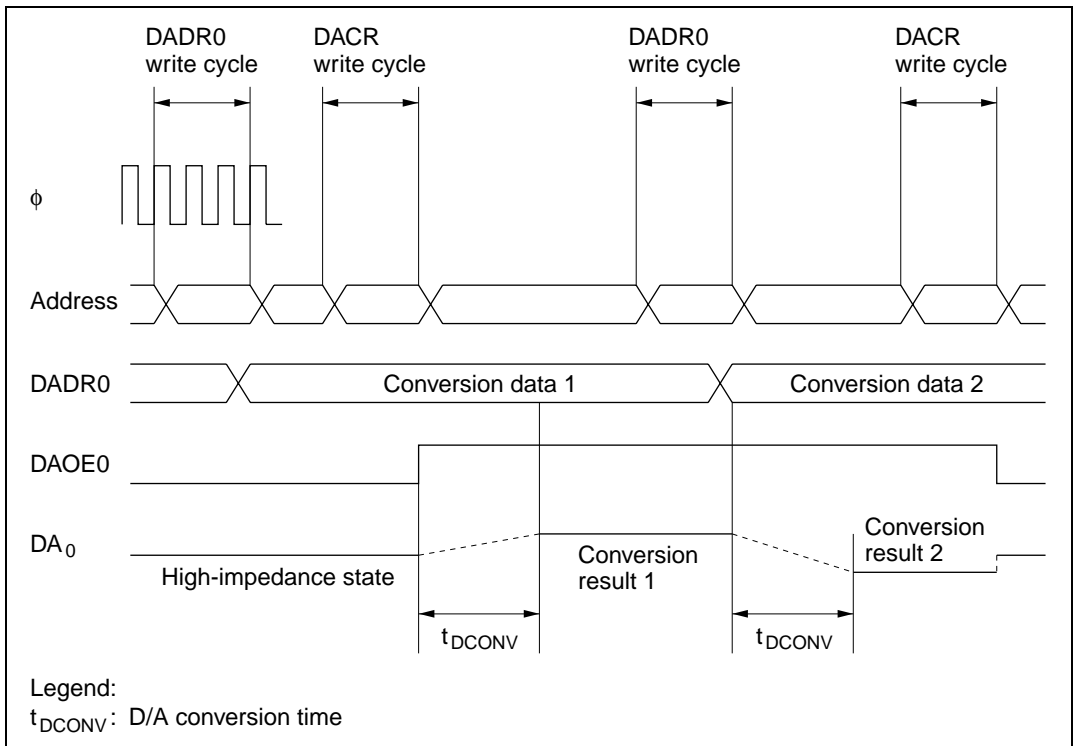 DADR0
write cycle
DACR
write cycle
DADR0
write cycle
DACR
write cycle
ϕ
Address
DADR0
Conversion data 1
Conversion data 2
DAOE0
DA0
High-impedance state
Conversion
result 1
Conversion
result 2
tDCONV
tDCONV
Legend:
tDCONV: D/A conversion time